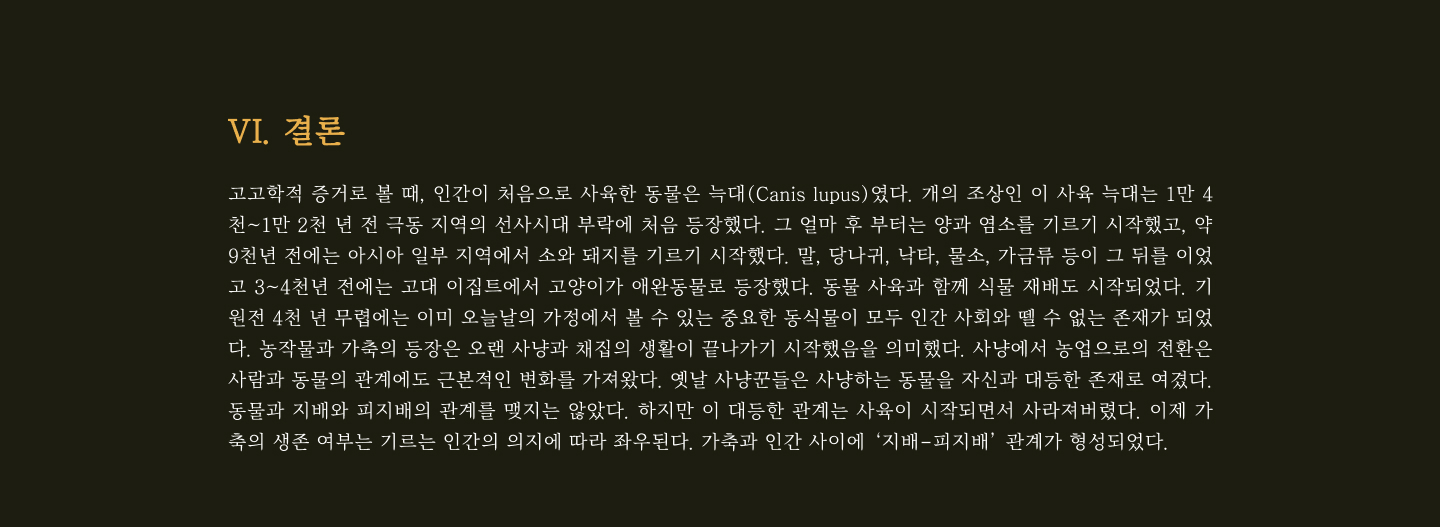 VI. 결론
고고학적 증거로 볼 때, 인간이 처음으로 사육한 동물은 늑대(Canis lupus)였다. 개의 조상인 이 사육 늑대는 1만 4
천~1만 2천 년 전 극동 지역의 선사시대 부락에 처음 등장했다. 그 얼마 후 부터는 양과 염소를 기르기 시작했고, 약
9천년 전에는 아시아 일부 지역에서 소와 돼지를 기르기 시작했다. 말, 당나귀, 낙타, 물소, 가금류 등이 그 뒤를 이었
고 3~4천년 전에는 고대 이집트에서 고양이가 애완동물로 등장했다. 동물 사육과 함께 식물 재배도 시작되었다. 기
원전 4천 년 무렵에는 이미 오늘날의 가정에서 볼 수 있는 중요한 동식물이 모두 인간 사회와 뗄 수 없는 존재가 되었
다. 농작물과 가축의 등장은 오랜 사냥과 채집의 생활이 끝나가기 시작했음을 의미했다. 사냥에서 농업으로의 전환은
사람과 동물의 관계에도 근본적인 변화를 가져왔다. 옛날 사냥꾼들은 사냥하는 동물을 자신과 대등한 존재로 여겼다.
동물과 지배와 피지배의 관계를 맺지는 않았다. 하지만 이 대등한 관계는 사육이 시작되면서 사라져버렸다. 이제 가
축의 생존 여부는 기르는 인간의 의지에 따라 좌우된다. 가축과 인간 사이에 ‘지배-피지배’ 관계가 형성되었다.